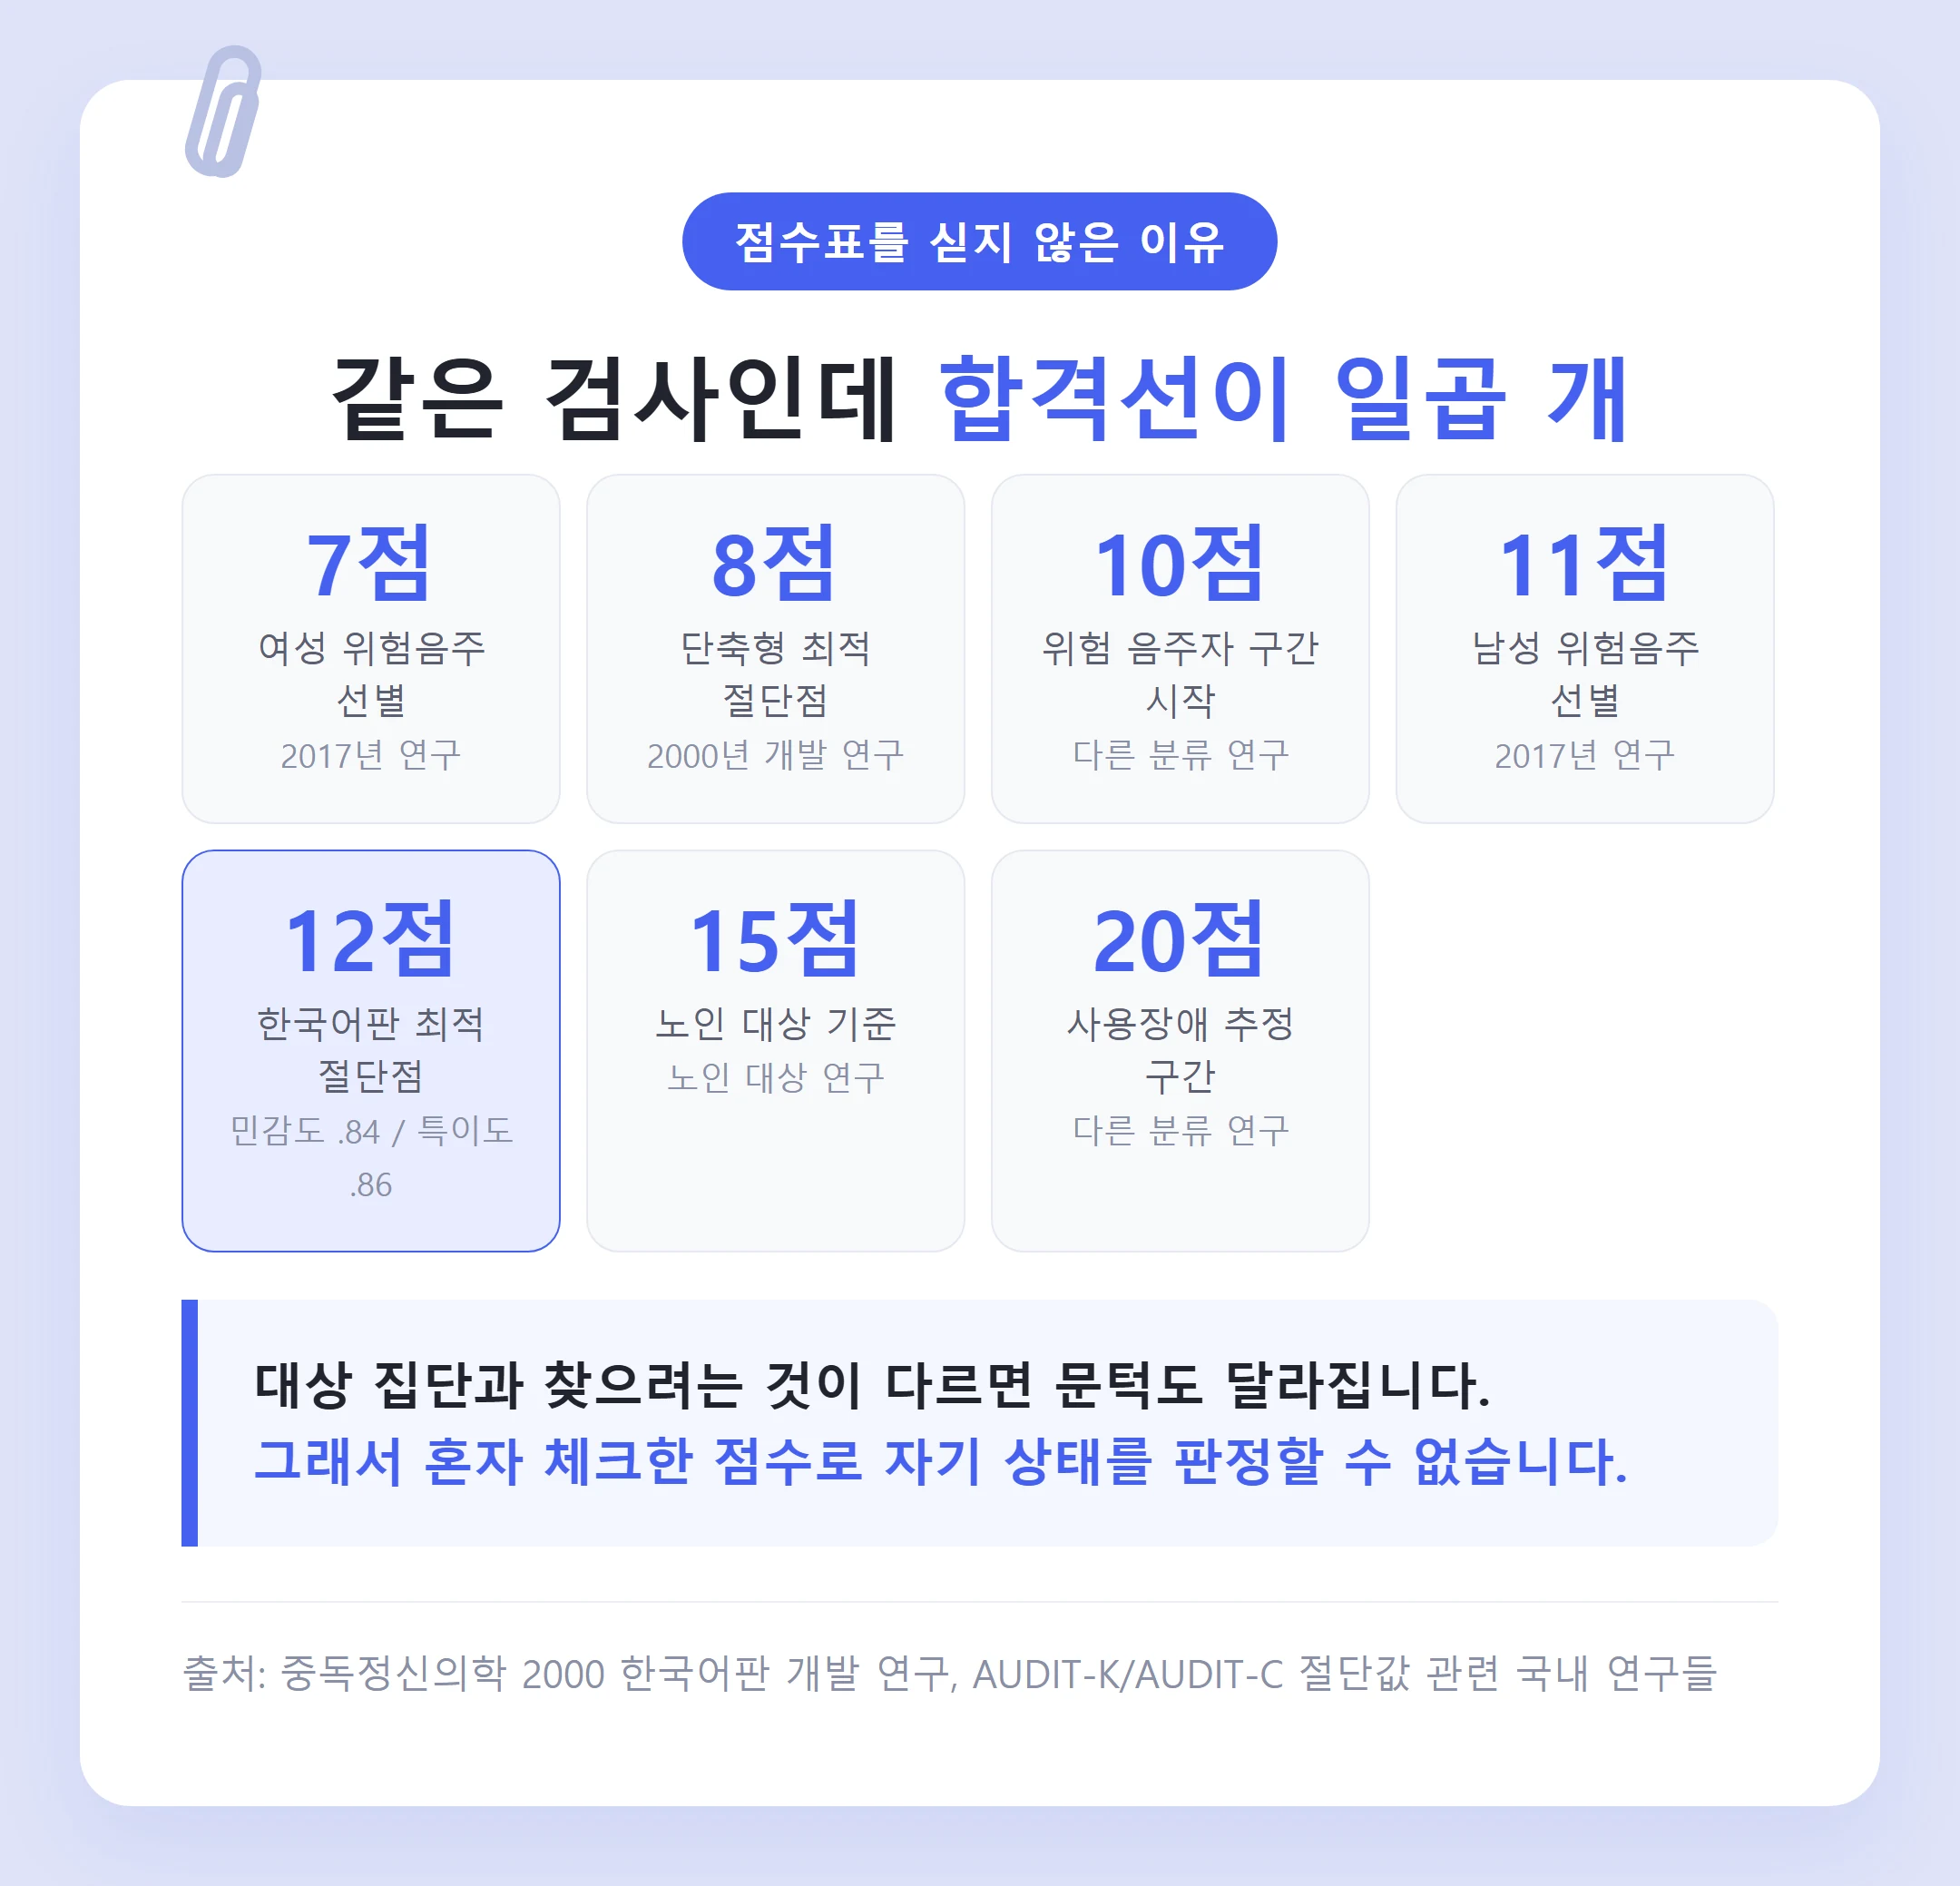 점수표를 싣지 않은 이유
같은 검사인데 합격선이 일곱 개
7점
여성 위험음주
선별
2017년 연구
8점
단축형 최적
절단점
2000년 개발 연구
10점
위험 음주자 구간
시작
다른 분류 연구
11점
남성 위험음주
선별
2017년 연구
12점
한국어판 최적
절단점
민감도 .84 / 특이도
.86
15점
노인 대상 기준
노인 대상 연구
20점
사용장애 추정
구간
다른 분류 연구
대상 집단과 찾으려는 것이 다르면 문턱도 달라집니다.
그래서 혼자 체크한 점수로 자기 상태를 판정할 수 없습니다.
출처: 중독정신의학 2000 한국어판 개발 연구, AUDIT-K/AUDIT-C 절단값 관련 국내 연구들